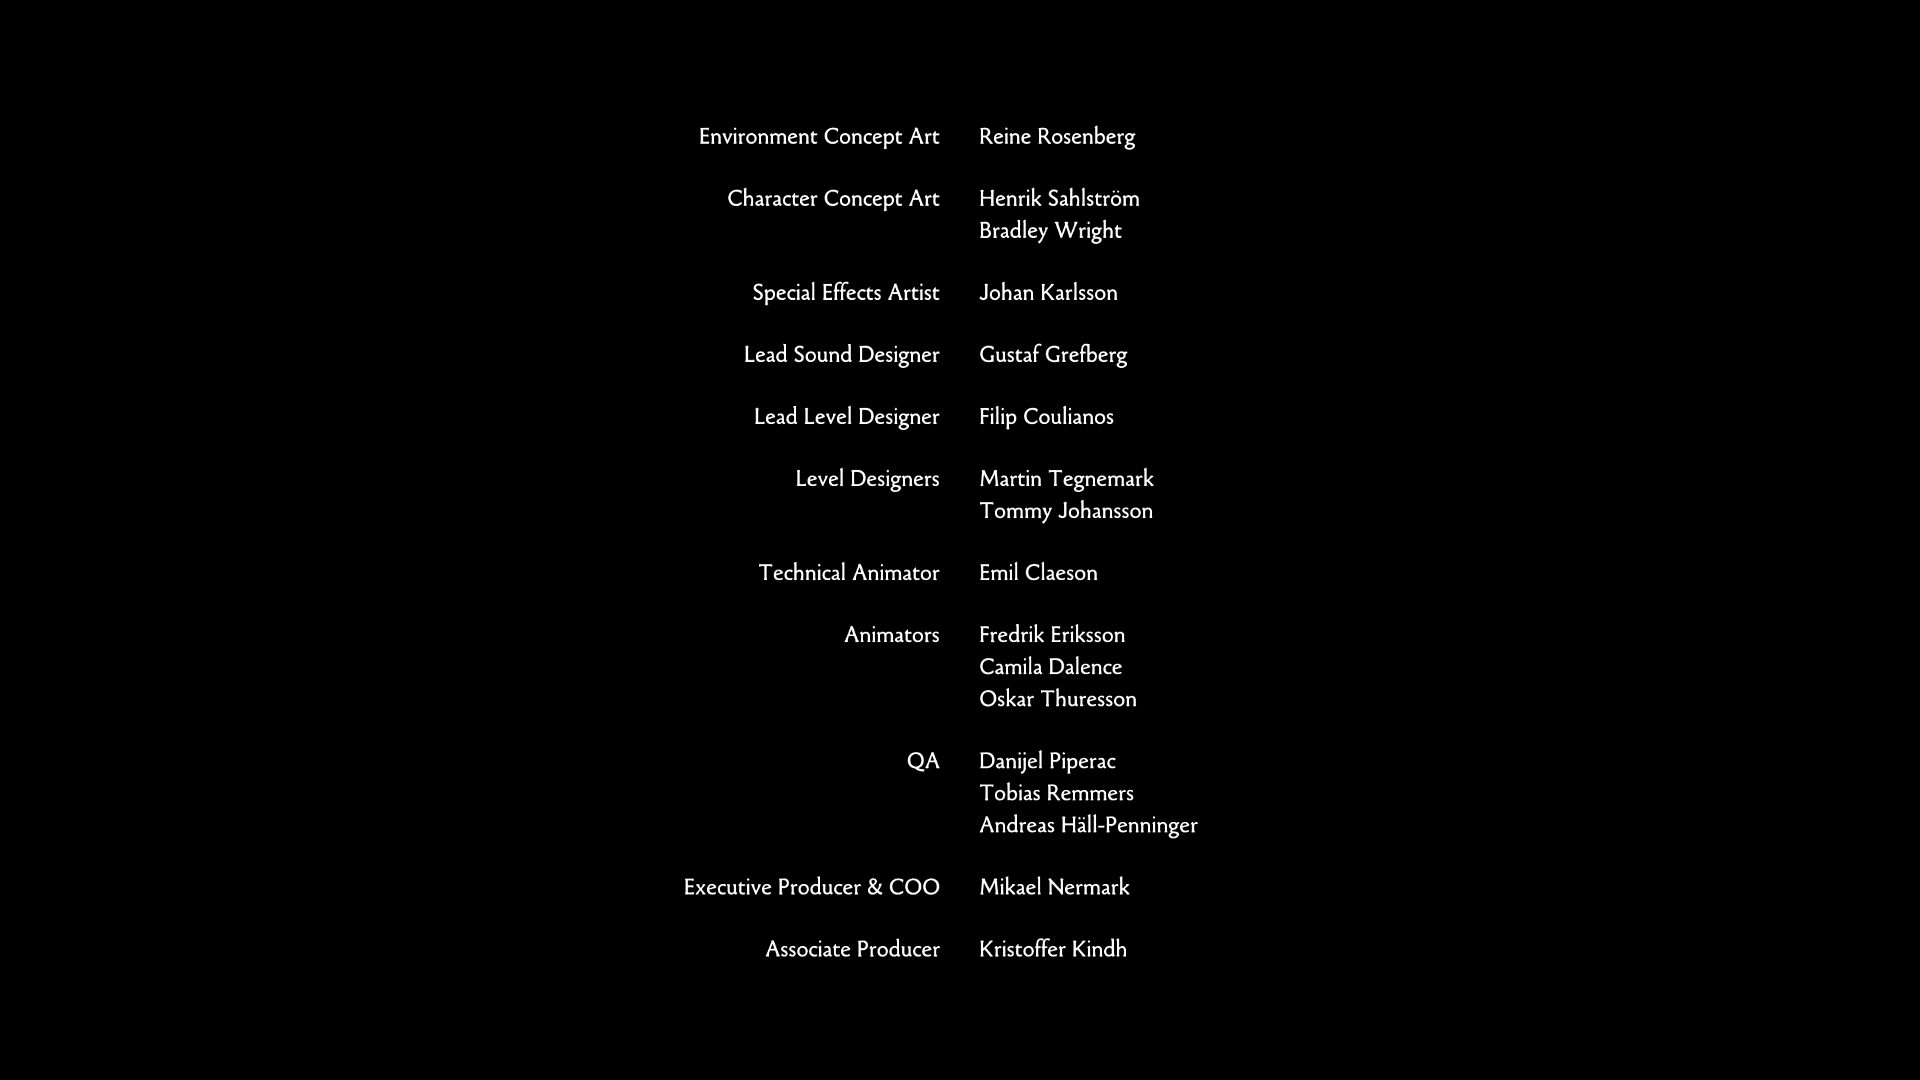 Environment Concept Art Reine Rosenberg
Character Concept Art Henrik Sahlström
Bradley Wright
Special Effects Artist Johan Karlsson
Lead Sound Designer Gustaf Grefberg
Lead Level Designer Filip Coulianos
Level Designers Martin Tegnemark
Tommy Johansson
Technical Animator Emil Claeson
Animators Fredrik Eriksson
Camila Dalence
Oskar Thuresson
QA Danijel Piperac
Tobias Remmers
Andreas Häll-Penninger
Executive Producer & COO Mikael Nermark
Associate Producer Kristoffer Kindh